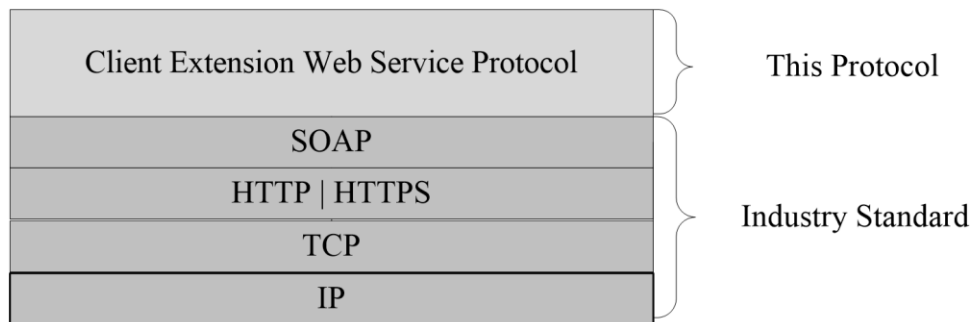 Client Extension Web Service Protocol
This Protocol
SOAP
HTTP | HTTPS
TCP
IP
Industry Standard